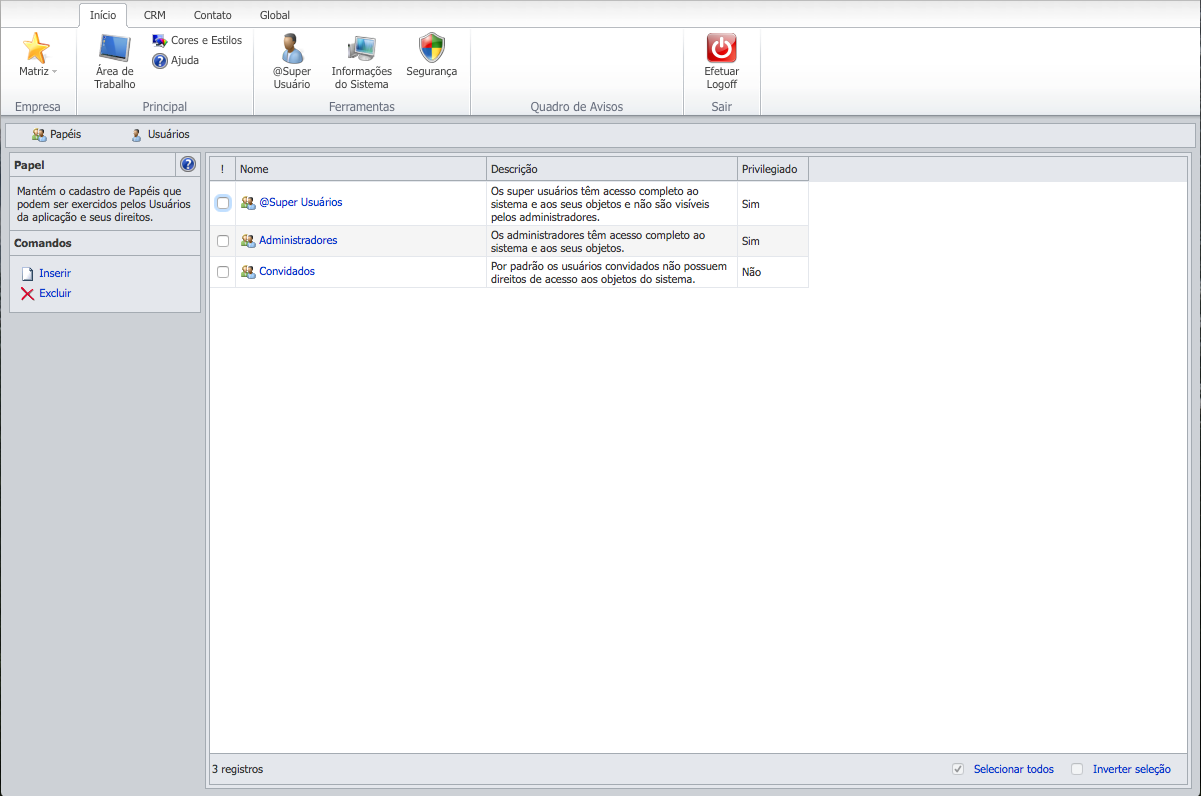 Início CRM Contato Global
Matriz
Empresa
Área de
Trabalho
Cores e Estilos
Ajuda
Principal
@Super
Usuário
Informações
do Sistema
Segurança
Ferramentas
Quadro de Avisos
Efetuar
Logoff
Sair
Papéis Usuários
Papel
Mantém o cadastro de Papéis que
podem ser exercidos pelos Usuários
da aplicação e seus direitos.
Comandos
Inserir
Excluir
! Nome Descrição Privilegiado
@Super Usuários
Os super usuários têm acesso completo ao
sistema e aos seus objetos e não são visíveis
pelos administradores.
Sim
Administradores
Os administradores têm acesso completo ao
sistema e aos seus objetos.
Sim
Convidados
Por padrão os usuários convidados não possuem
direitos de acesso aos objetos do sistema.
Não
3 registros Selecionar todos Inverter seleção